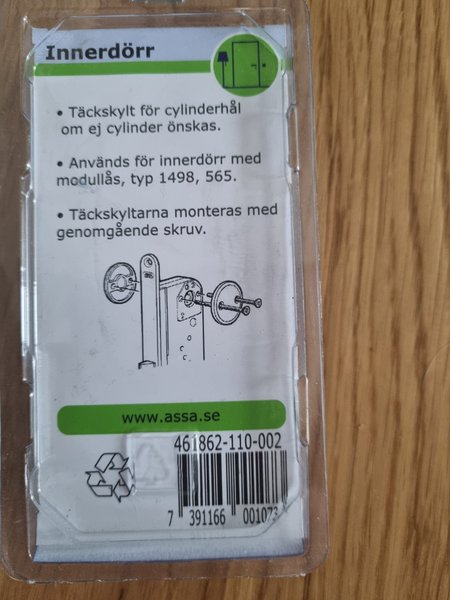 Innerdörr
• Täckskylt för cylinderhål
om ej cylinder önskas.
• Används för innerdörr med
modullås, typ 1498, 565.
• Täckskyltarna monteras med
genomgående skruv.
www.assa.se
461862-110-002
7 391166 001073